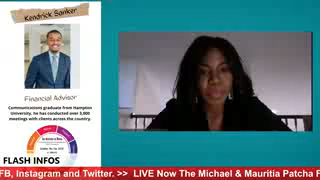 Kendrick Banker
Financial Advisor
Communications graduate from Hampton
University, he has conducted over 3,000
meetings with clients across the country.
FLASH INFOS
FB, Instagram and Twitter. >> LIVE Now The Michael & Mauritia Patcha F